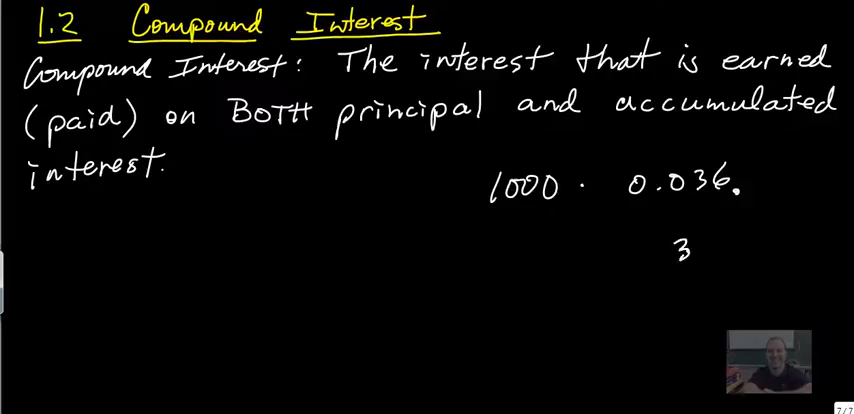 1.2 Compound Interest
Compound Interest: The interest that is earned
(paid) on BOTH principal and accumulated
interest.
1000 · 0.036.
3
7/7